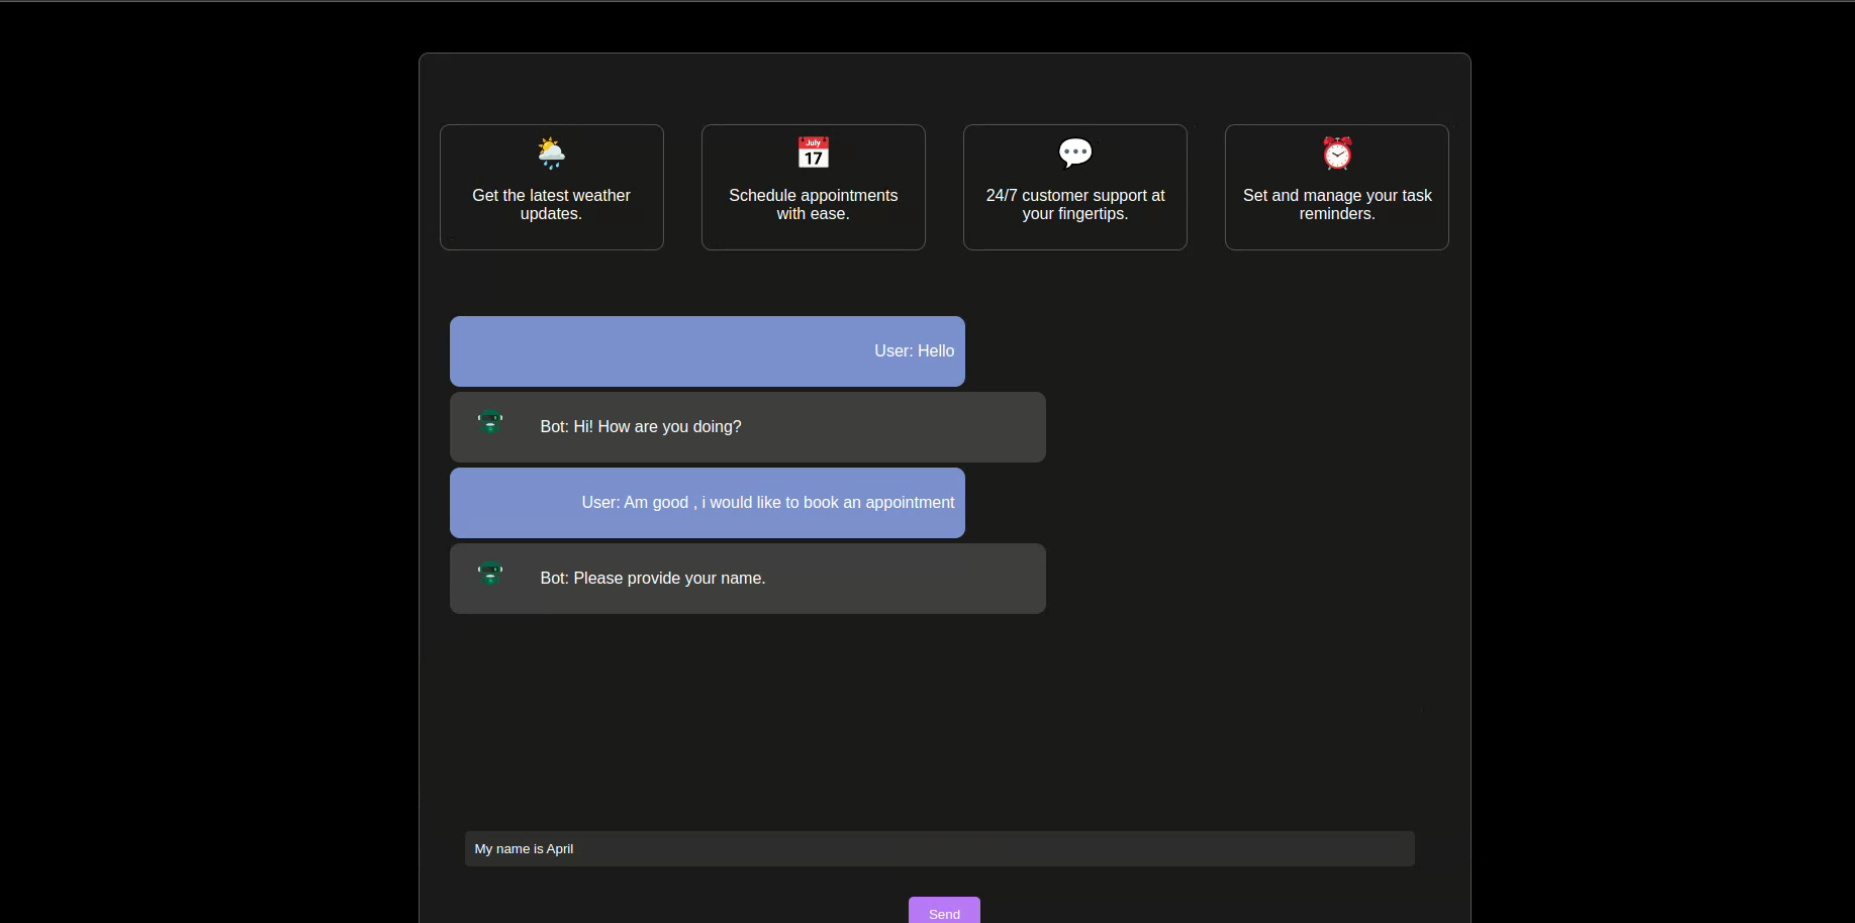 July
17
Get the latest weather
updates.
Schedule appointments
with ease.
24/7 customer support at
your fingertips.
Set and manage your task
reminders.
User: Hello
Bot: Hi! How are you doing?
User: Am good , i would like to book an appointment
Bot: Please provide your name.
My name is April
Send